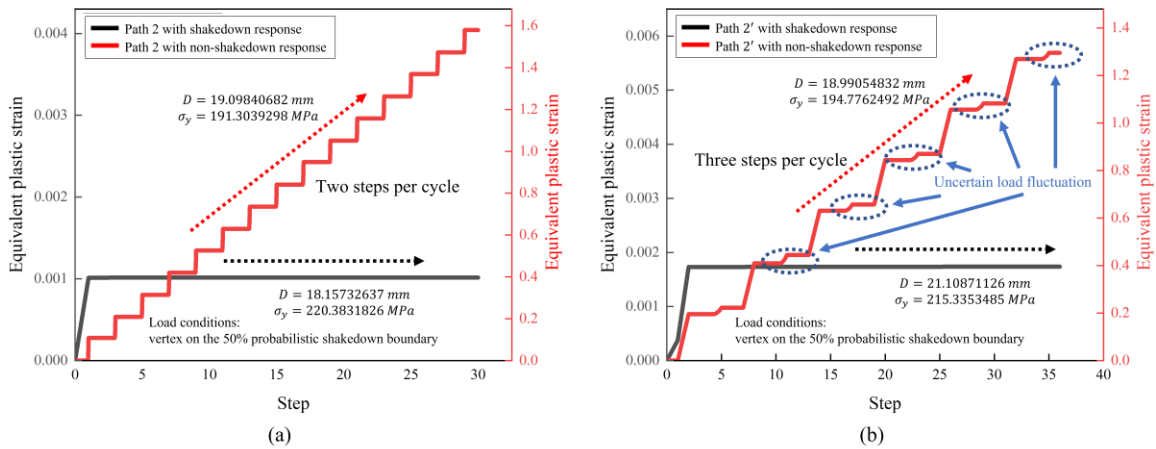 Path 2 with shakedown response
Path 2 with non-shakedown response
D = 19.09840682 mm
σy = 191.3039298 MPa
Two steps per cycle
D = 18.15732637 mm
σy = 220.3831826 MPa
Load conditions:
vertex on the 50% probabilistic shakedown boundary
Equivalent plastic strain
0.004
0.003
0.002
0.001
0.000
Equivalent plastic strain
1.6
1.4
1.2
1.0
0.8
0.6
0.4
0.2
0.0
0 5 10 15 20 25 30
Step
(a)
Path 2′ with shakedown response
Path 2′ with non-shakedown response
D = 18.99054832 mm
σy = 194.7762492 MPa
Three steps per cycle
Uncertain load fluctuation
D = 21.10871126 mm
σy = 215.3353485 MPa
Load conditions:
vertex on the 50% probabilistic shakedown boundary
Equivalent plastic strain
0.006
0.005
0.004
0.003
0.002
0.001
0.000
Equivalent plastic strain
1.4
1.2
1.0
0.8
0.6
0.4
0.2
0.0
0 5 10 15 20 25 30 35 40
Step
(b)